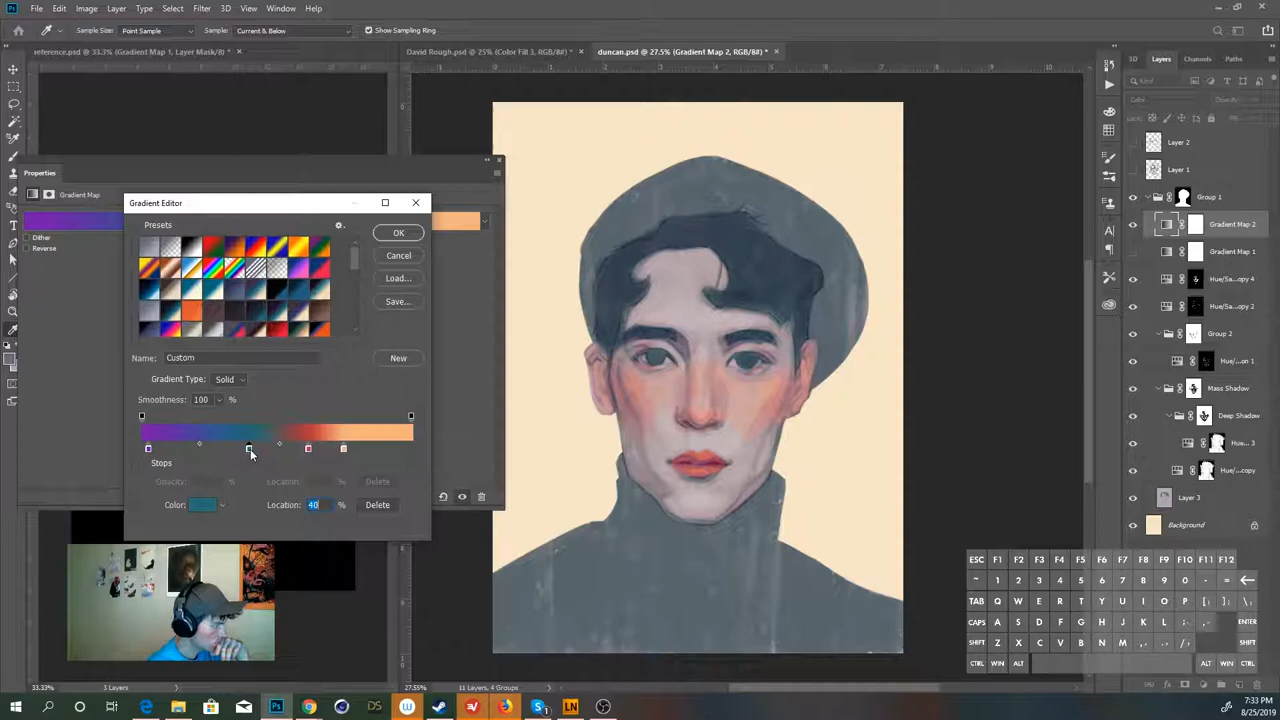 File Edit Image Layer Type Select Filter 3D View Window Help
Sample Size: Point Sample Sample: Current & Below Show Sampling Ring
reference.psd @ 33.3% (Gradient Map 1, Layer Mask/8) * × David Rough.psd @ 25% (Color Fill 3, RGB/8#) * × duncan.psd @ 27.5% (Gradient Map 2, RGB/8#) * ×
3D Layers Channels Paths
Kind
Color Opacity:
Lock:
Layer 2
Layer 1
Group 1
Gradient Map 2
Gradient Map 1
Hue/Sa...opy 4
Hue/Sa...opy 2
Group 2
Hue/...on 1
Mass Shadow
Deep Shadow
Hue... 3
Hue/...copy
Layer 3
Background
Properties
Gradient Map
Dither
Reverse
Gradient Editor
Presets
OK
Cancel
Load...
Save...
Name: Custom
New
Gradient Type: Solid
Smoothness: 100 %
Stops
Opacity: % Location: % Delete
Color: Location: 40 % Delete
ESC F1 F2 F3 F4 F5 F6 F7 F8 F9 F10 F11 F12
~ 1 2 3 4 5 6 7 8 9 0 - =
TAB Q W E R T Y U I O P [ ] \
CAPS A S D F G H J K L ; ENTER
SHIFT Z X C V B N M , . / SHIFT
CTRL WIN ALT ALT WIN CTRL
33.33% 3 Layers 27.55% 11 Layers, 4 Groups
7:33 PM
8/25/2019